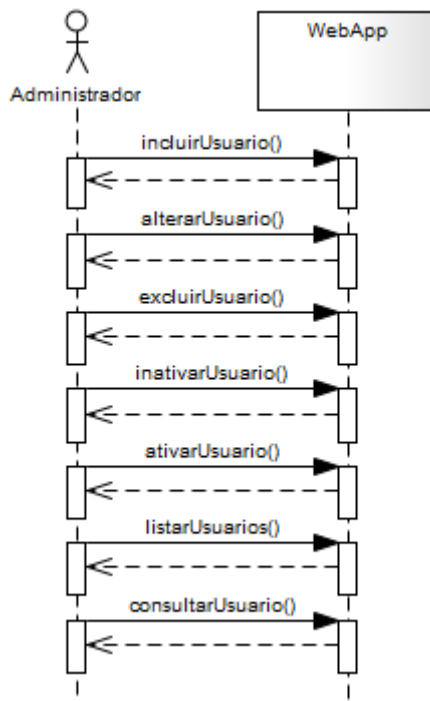 WebApp
Administrador
incluirUsuario()
alterarUsuario()
excluirUsuario()
inativarUsuario()
ativarUsuario()
listarUsuarios()
consultarUsuario()